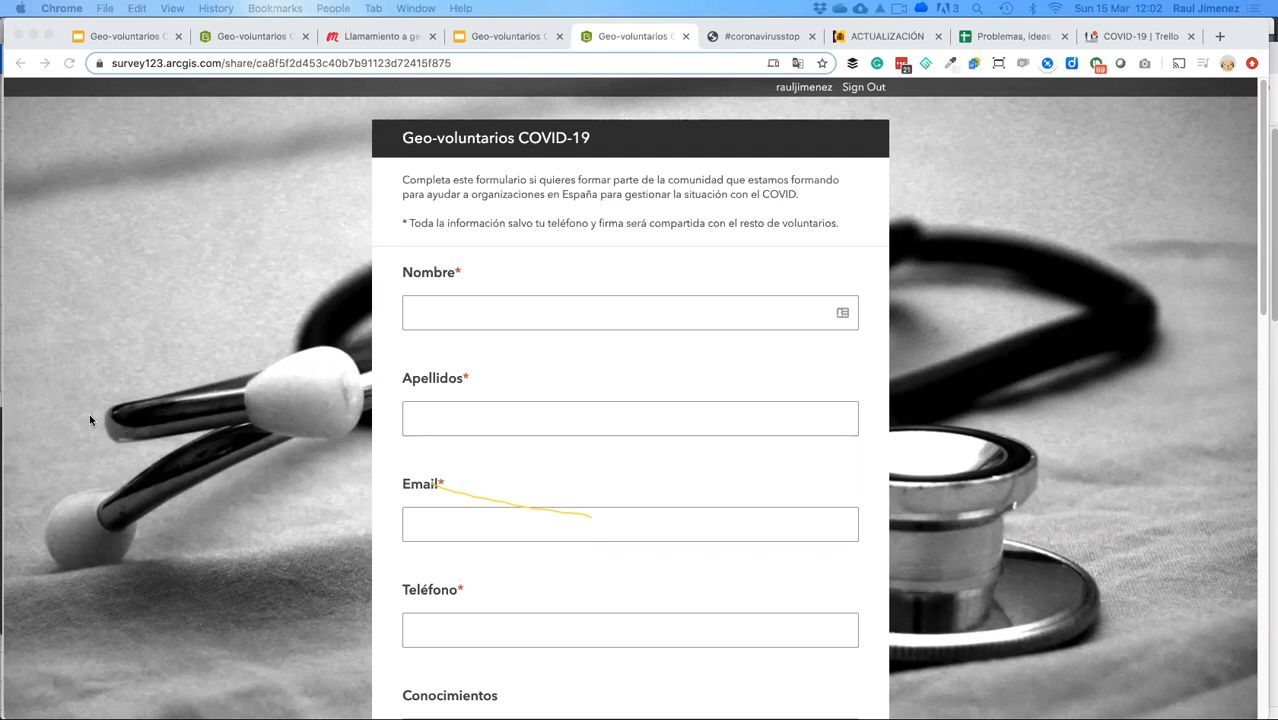 Chrome File Edit View History Bookmarks People Tab Window Help 3 Sun 15 Mar 12:02 Raul Jimenez
Geo-voluntarios C Geo-voluntarios C Llamamiento a ge Geo-voluntarios C Geo-voluntarios C #coronavirusstop ACTUALIZACIÓN Problemas, ideas COVID-19 | Trello
survey123.arcgis.com/share/ca8f5f2d453c40b7b91123d72415f875 21 69
rauljimenez Sign Out
Geo-voluntarios COVID-19
Completa este formulario si quieres formar parte de la comunidad que estamos formando
para ayudar a organizaciones en España para gestionar la situación con el COVID.
* Toda la información salvo tu teléfono y firma será compartida con el resto de voluntarios.
Nombre*
Apellidos*
Email*
Teléfono*
Conocimientos